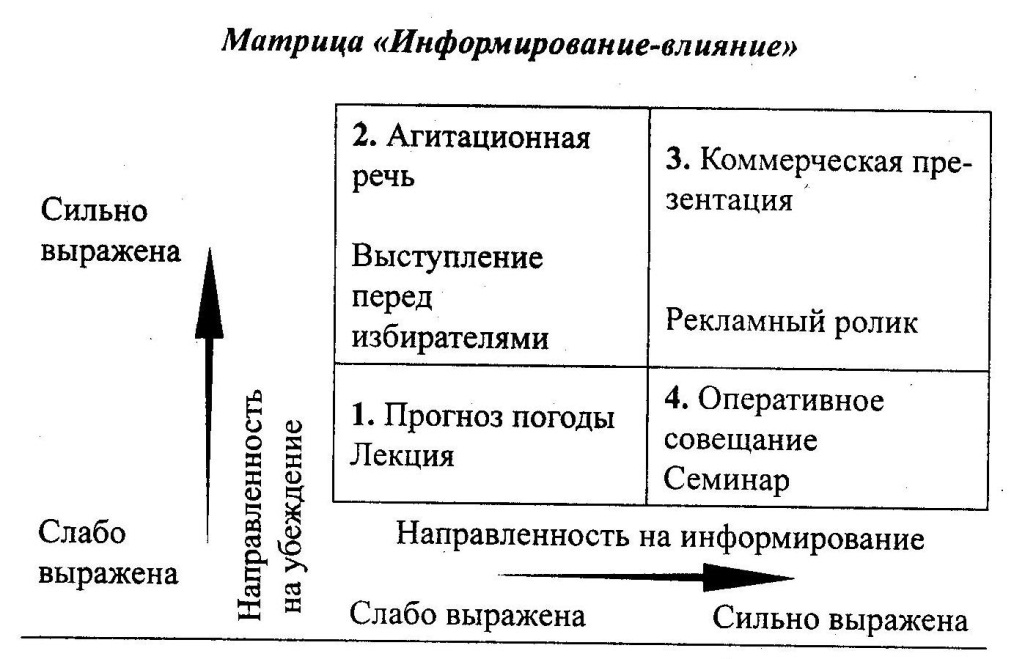 Матрица «Информирование-влияние»
2. Агитационная
речь
Выступление
перед
избирателями
3. Коммерческая пре-
зентация
Рекламный ролик
Сильно
выражена
1. Прогноз погоды
Лекция
4. Оперативное
совещание
Семинар
Слабо
выражена
Направленность
на убеждение
Направленность на информирование
Слабо выражена
Сильно выражена